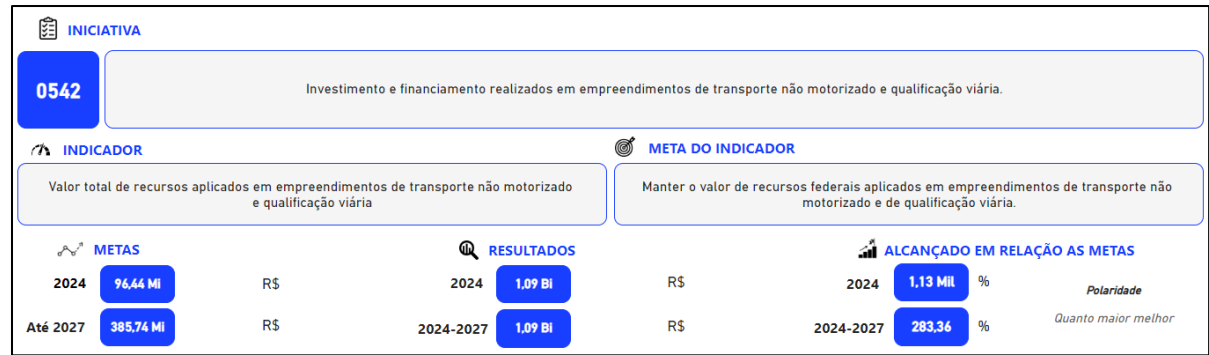 INICIATIVA
0542
Investimento e financiamento realizados em empreendimentos de transporte não motorizado e qualificação viária.
INDICADOR
META DO INDICADOR
Valor total de recursos aplicados em empreendimentos de transporte não motorizado
e qualificação viária
Manter o valor de recursos federais aplicados em empreendimentos de transporte não
motorizado e de qualificação viária.
METAS
RESULTADOS
ALCANÇADO EM RELAÇÃO AS METAS
2024 96,44 Mi R$ 2024 1,09 Bi R$ 2024 1,13 Mil %
Polaridade
Até 2027 385,74 Mi R$ 2024-2027 1,09 Bi R$ 2024-2027 283,36 %
Quanto maior melhor